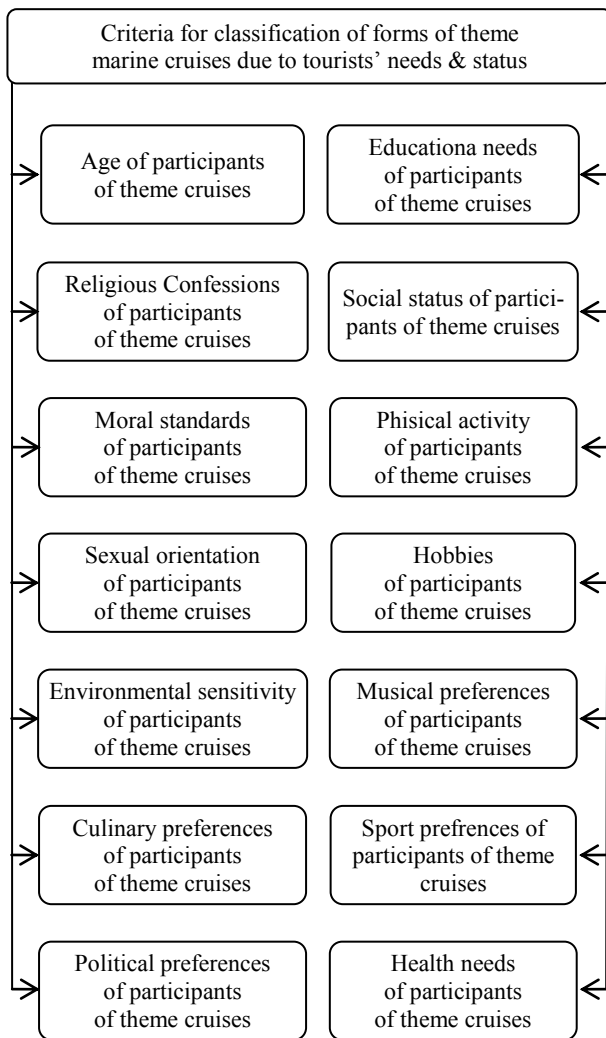 Criteria for classification of forms of theme
marine cruises due to tourists’ needs & status
Age of participants
of theme cruises
Educationa needs
of participants
of theme cruises
Religious Confessions
of participants
of theme cruises
Social status of partici-
pants of theme cruises
Moral standards
of participants
of theme cruises
Phisical activity
of participants
of theme cruises
Sexual orientation
of participants
of theme cruises
Hobbies
of participants
of theme cruises
Environmental sensitivity
of participants
of theme cruises
Musical preferences
of participants
of theme cruises
Culinary preferences
of participants
of theme cruises
Sport prefrences of
participants of theme
cruises
Political preferences
of participants
of theme cruises
Health needs
of participants
of theme cruises